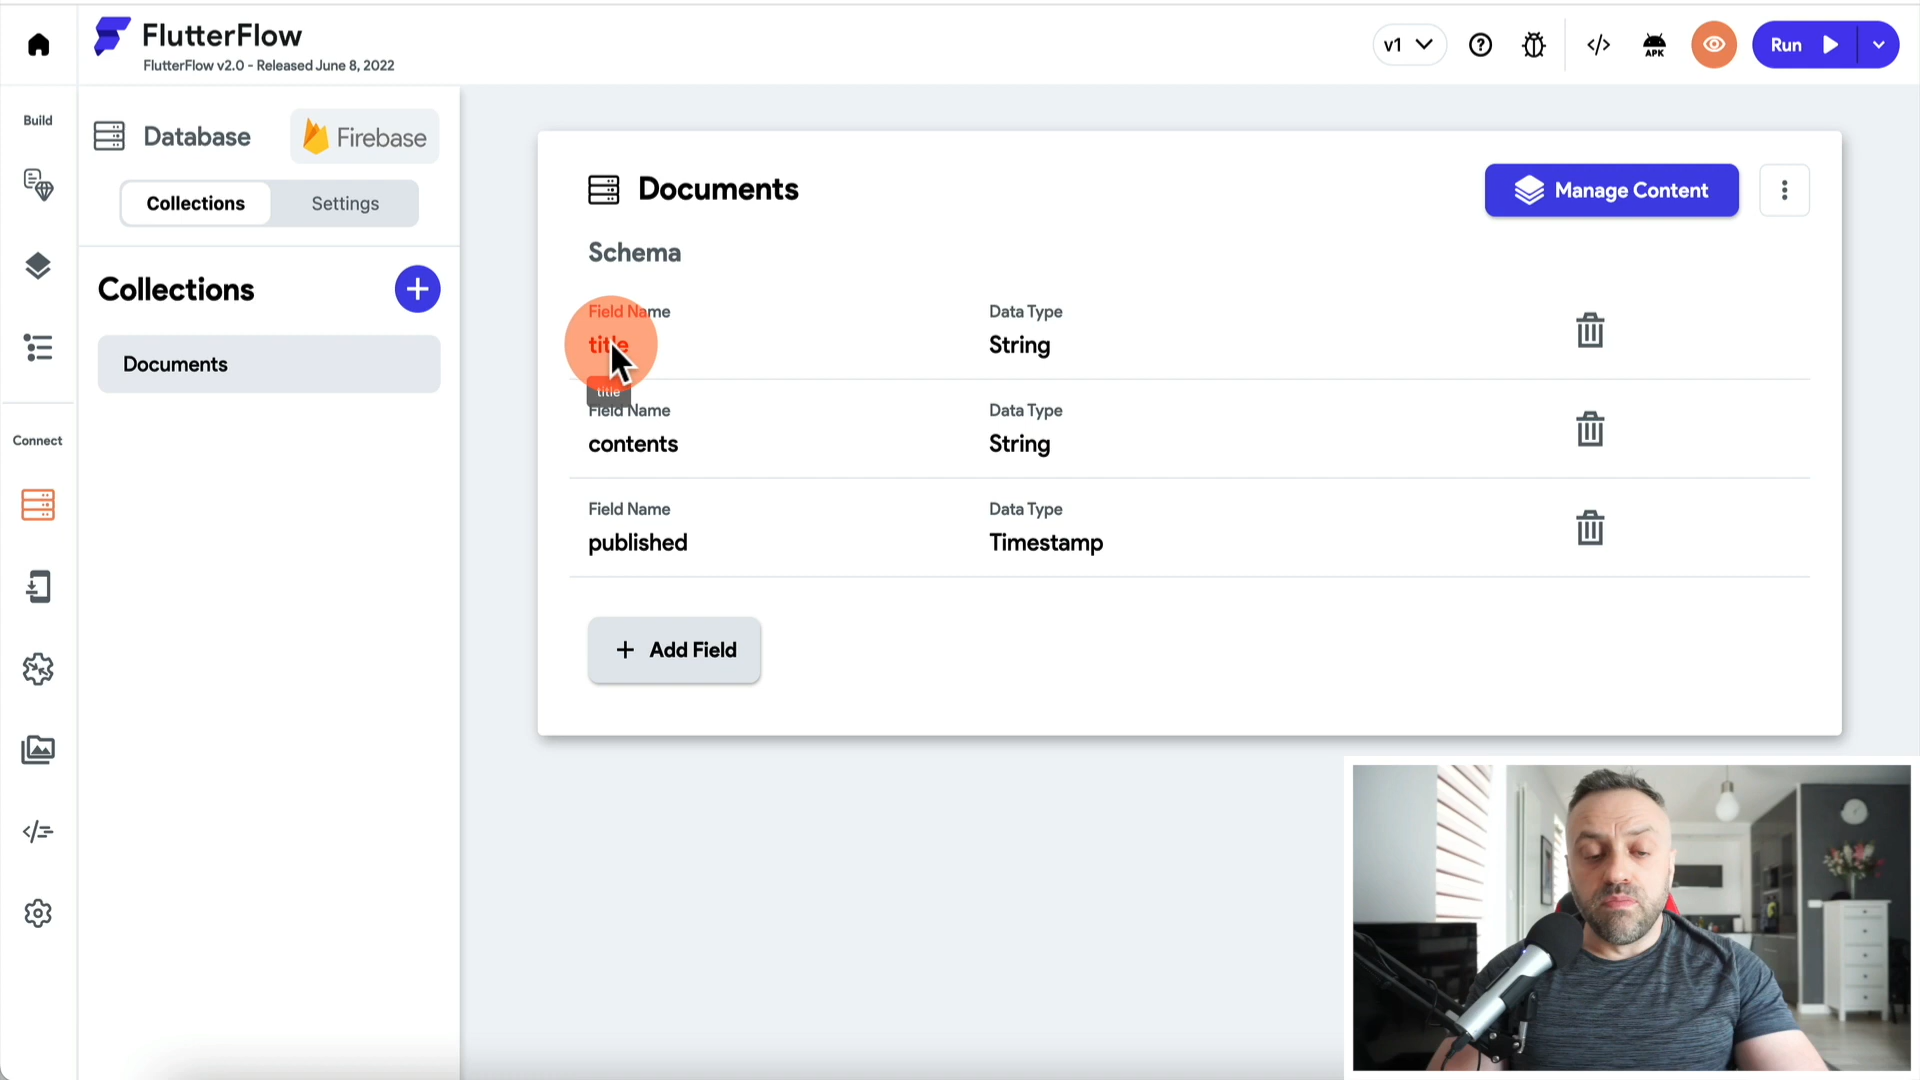 FlutterFlow
FlutterFlow v2.0 - Released June 8, 2022
v1
APK
Run
Build
Database
Firebase
Collections
Settings
Collections
Documents
Connect
Documents
Manage Content
Schema
Field Name
Data Type
title
String
title
Field Name
Data Type
contents
String
Field Name
Data Type
published
Timestamp
+ Add Field